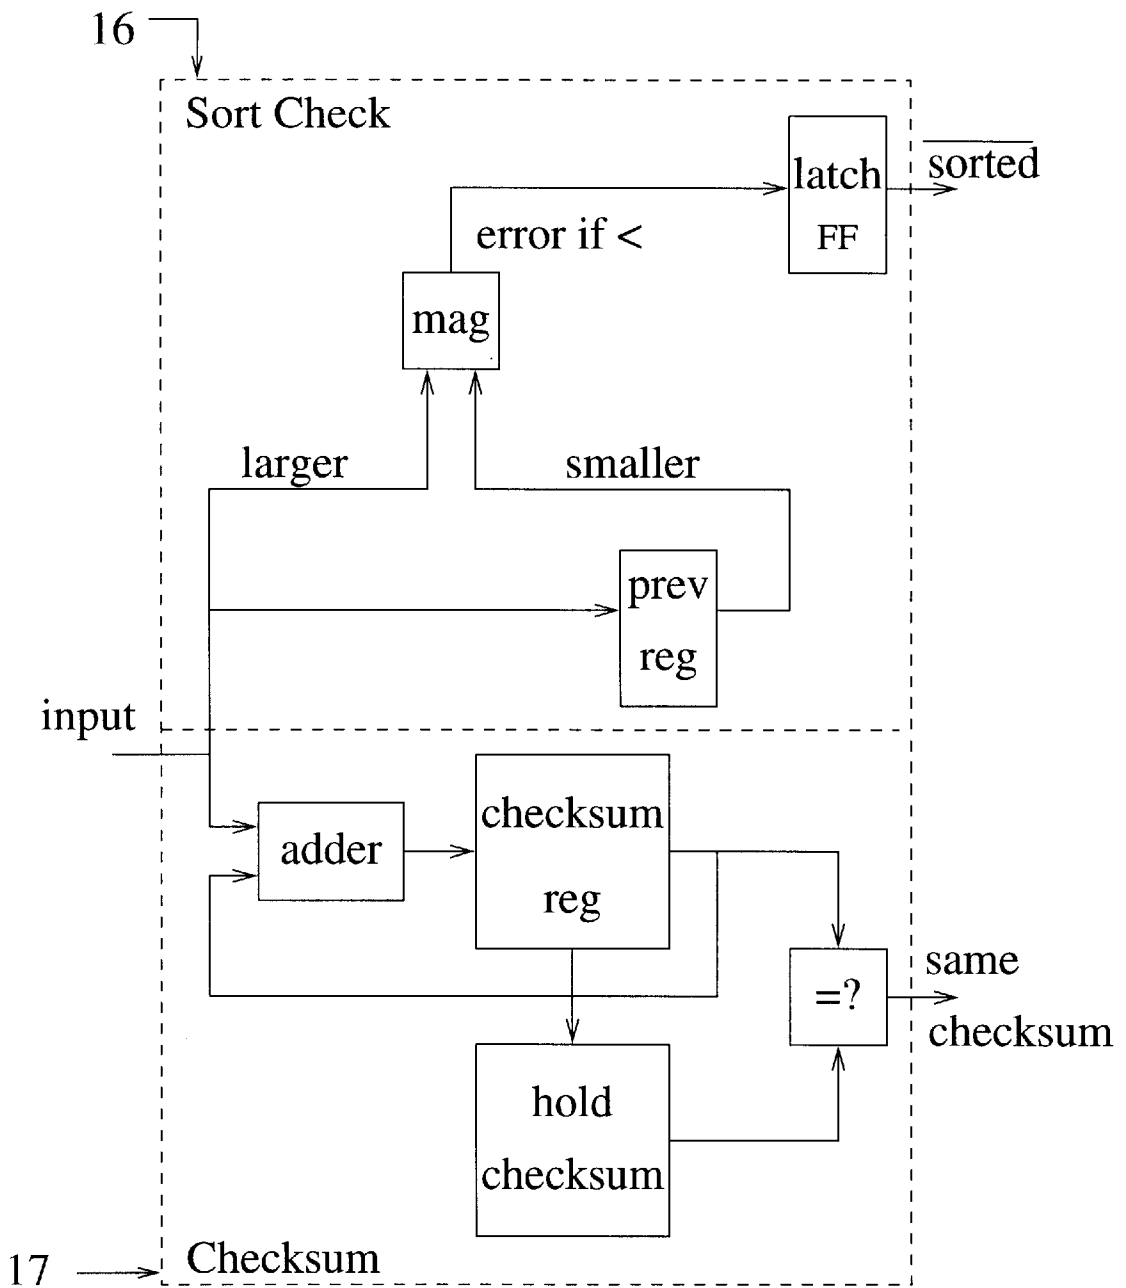 16
Sort Check
latch
FF
sorted
error if <
mag
larger
smaller
prev
reg
input
adder
checksum
reg
=?
same
checksum
hold
checksum
Checksum
17